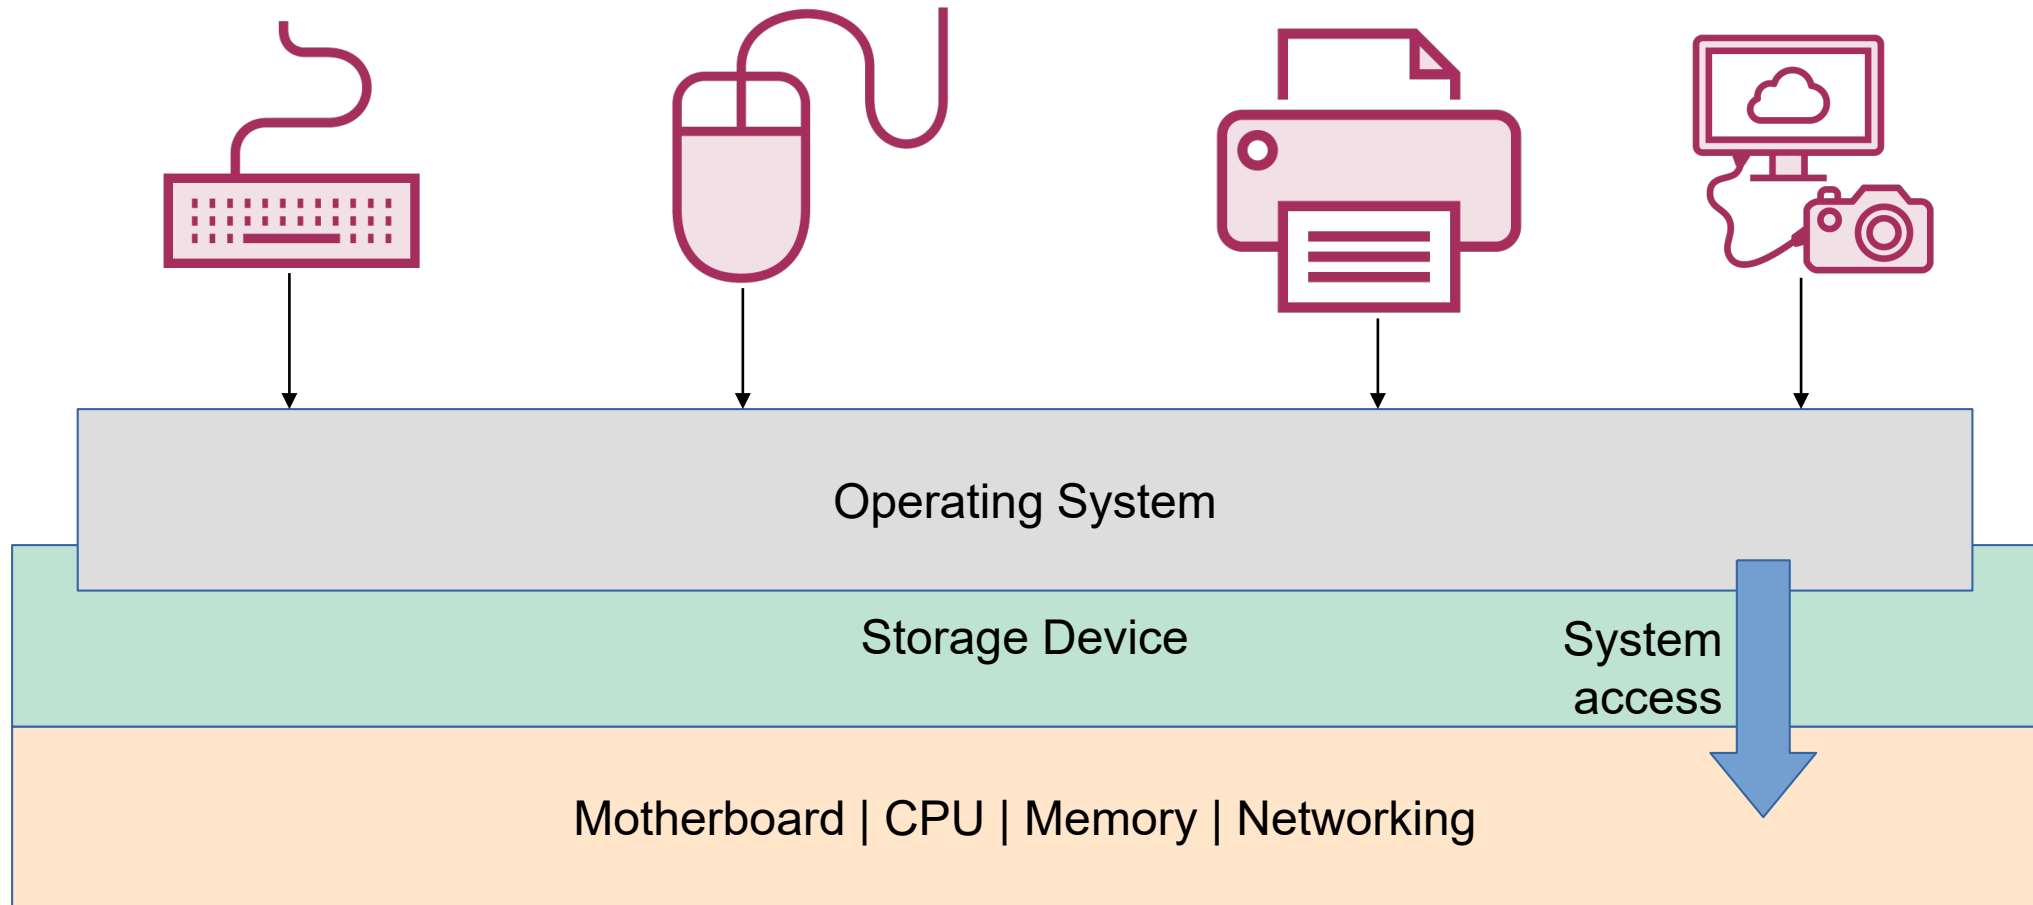 Operating System
Storage Device
System
access
Motherboard | CPU | Memory | Networking